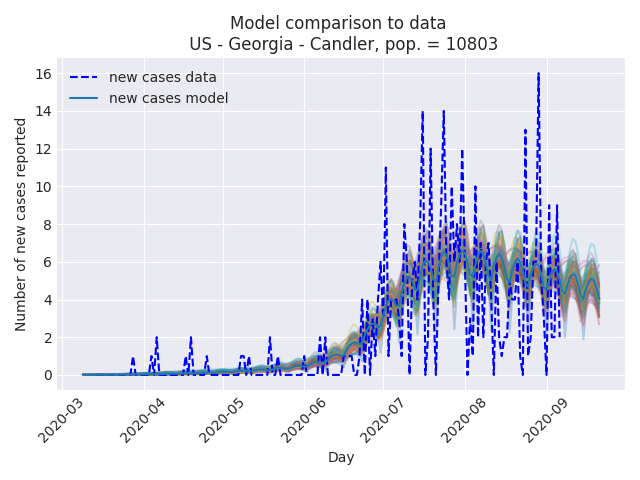 Model comparison to data
US - Georgia - Candler, pop. = 10803
new cases data
new cases model
Number of new cases reported
16
14
12
10
8
6
4
2
0
2020-03
2020-04
2020-05
2020-06
2020-07
2020-08
2020-09
Day